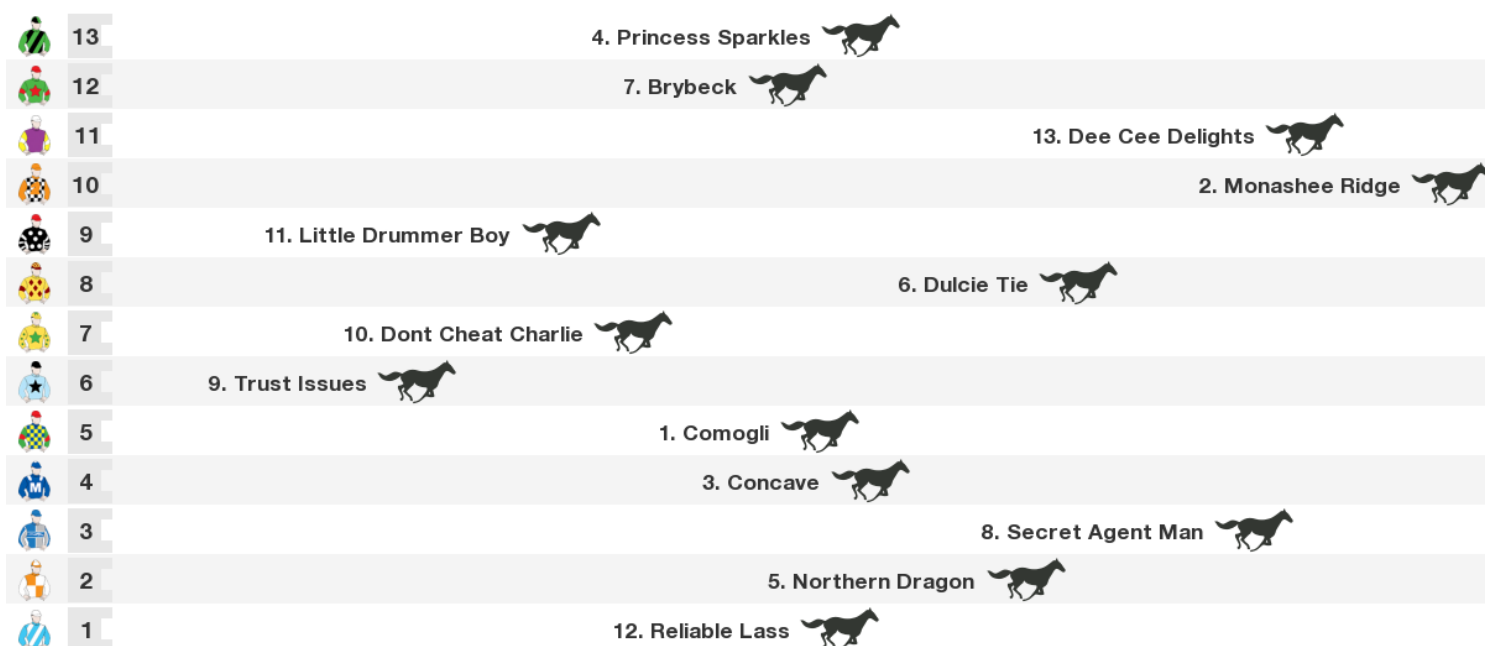 13 4. Princess Sparkles
12 7. Brybeck
11 13. Dee Cee Delights
10 2. Monashee Ridge
9 11. Little Drummer Boy
8 6. Dulcie Tie
7 10. Dont Cheat Charlie
6 9. Trust Issues
5 1. Comogli
M 4 3. Concave
3 8. Secret Agent Man
2 5. Northern Dragon
1 12. Reliable Lass